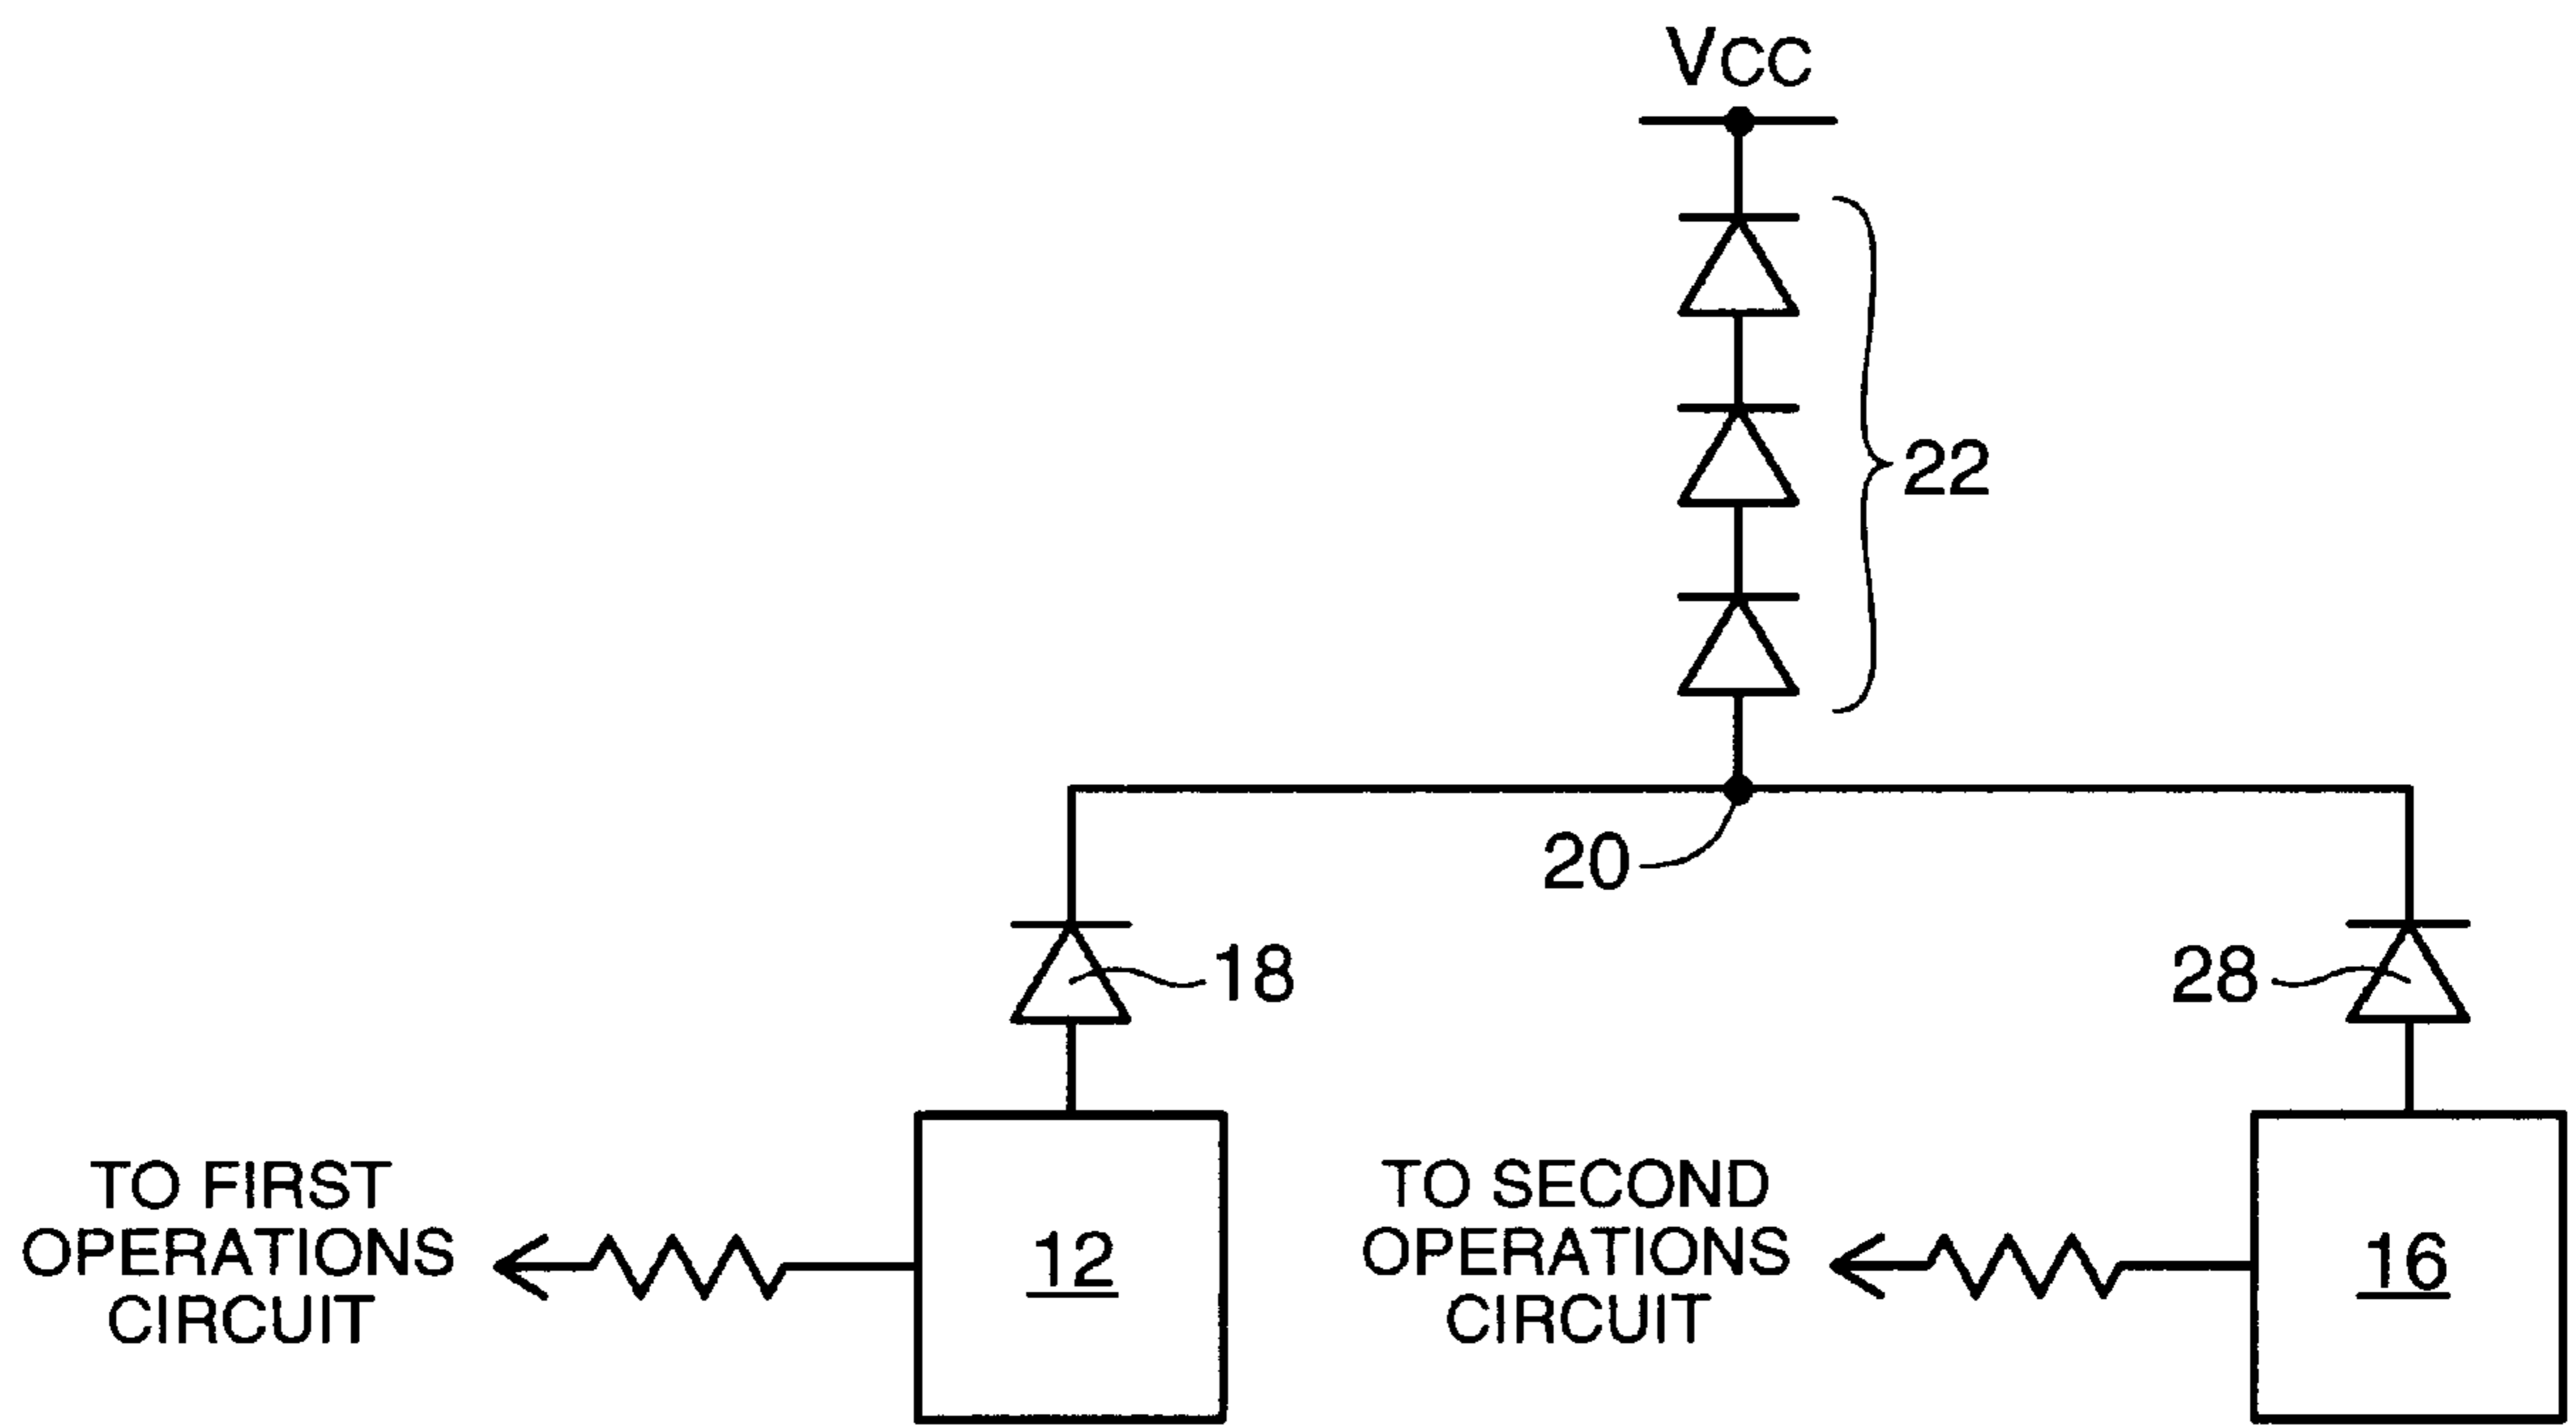 VCC
22
20
18
28
TO FIRST
OPERATIONS
CIRCUIT
12
TO SECOND
OPERATIONS
CIRCUIT
16